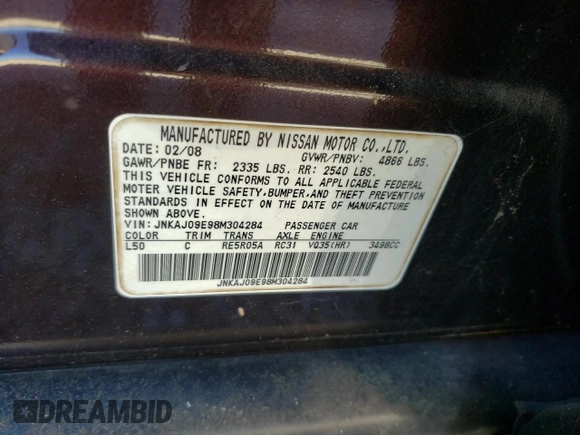 MANUFACTURED BY NISSAN MOTOR CO.,LTD.
DATE: 02/08 GVWR/PNBV: 4866 LBS.
GAWR/PNBE FR: 2335 LBS. RR: 2540 LBS.
THIS VEHICLE CONFORMS TO ALL APPLICABLE FEDERAL
MOTOR VEHICLE SAFETY,BUMPER,AND THEFT PREVENTION
STANDARDS IN EFFECT ON THE DATE OF MANUFACTURE
SHOWN ABOVE.
VIN: JNKAJ09E98M304284 PASSENGER CAR
COLOR TRIM TRANS AXLE ENGINE
L50 C RE5R05A RC31 VQ35(HR) 3498CC
JNKAJ09E98M304284
DREAMBID